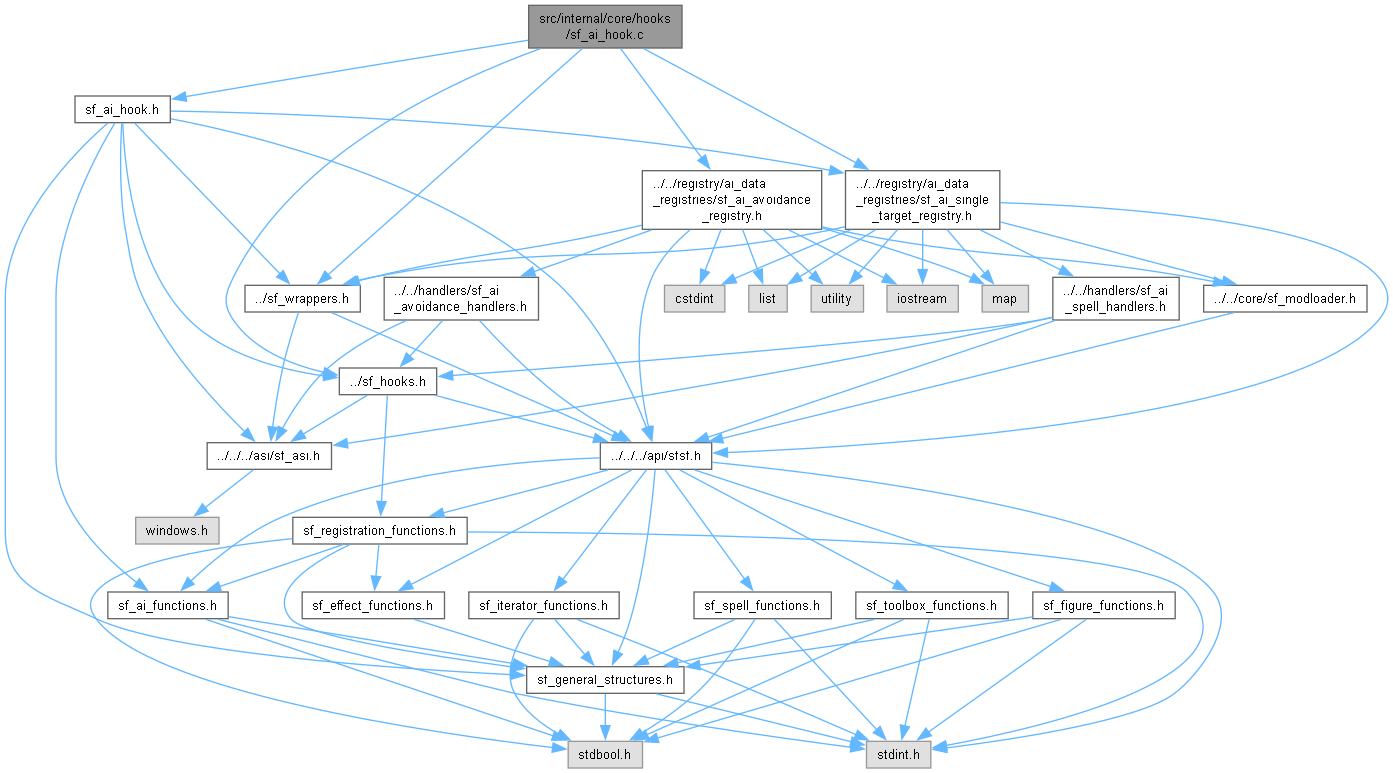 src/internal/core/hooks
/sf_ai_hook.c
sf_ai_hook.h
../../registry/ai_data
_registries/sf_ai_avoidance
_registry.h
../../registry/ai_data
_registries/sf_ai_single
_target_registry.h
../sf_wrappers.h
../../handlers/sf_ai
_avoidance_handlers.h
cstdint
list
utility
iostream
map
../../handlers/sf_ai
_spell_handlers.h
../../core/sf_modloader.h
../sf_hooks.h
../../../asi/sf_asi.h
../../../api/sfsf.h
windows.h
sf_registration_functions.h
sf_ai_functions.h
sf_effect_functions.h
sf_iterator_functions.h
sf_spell_functions.h
sf_toolbox_functions.h
sf_figure_functions.h
sf_general_structures.h
stdbool.h
stdint.h